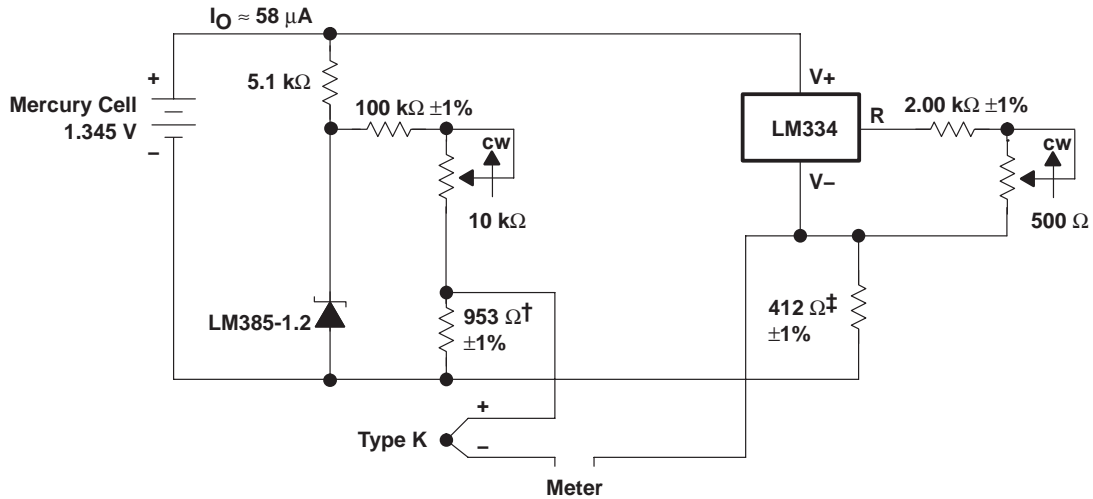 IO ≈ 58 μA
+
Mercury Cell
1.345 V
−
5.1 kΩ
100 kΩ ±1%
cw
10 kΩ
LM385-1.2
953 Ω†
±1%
V+
LM334
R
V−
2.00 kΩ ±1%
cw
500 Ω
412 Ω‡
±1%
+
Type K
−
Meter